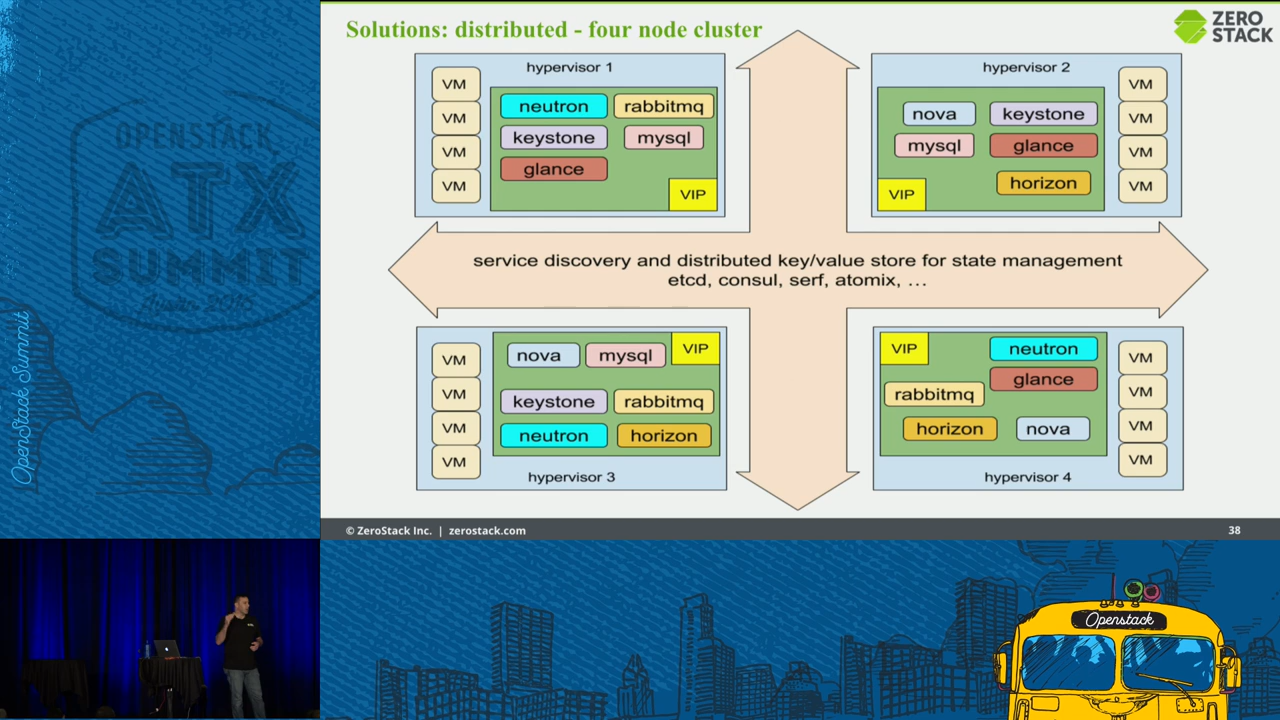 Solutions: distributed - four node cluster
ZERO
STACK
hypervisor 1
VM
VM
VM
VM
neutron
rabbitmq
keystone
mysql
glance
VIP
hypervisor 2
nova
keystone
mysql
glance
horizon
VIP
VM
VM
VM
VM
service discovery and distributed key/value store for state management
etcd, consul, serf, atomix, ...
VM
VM
VM
VM
nova
mysql
VIP
keystone
rabbitmq
neutron
horizon
hypervisor 3
VIP
neutron
glance
rabbitmq
horizon
nova
VM
VM
VM
VM
hypervisor 4
© ZeroStack Inc. | zerostack.com
38
OPENSTACK
ATX
SUMMIT
OpenStack Summit
Openstack